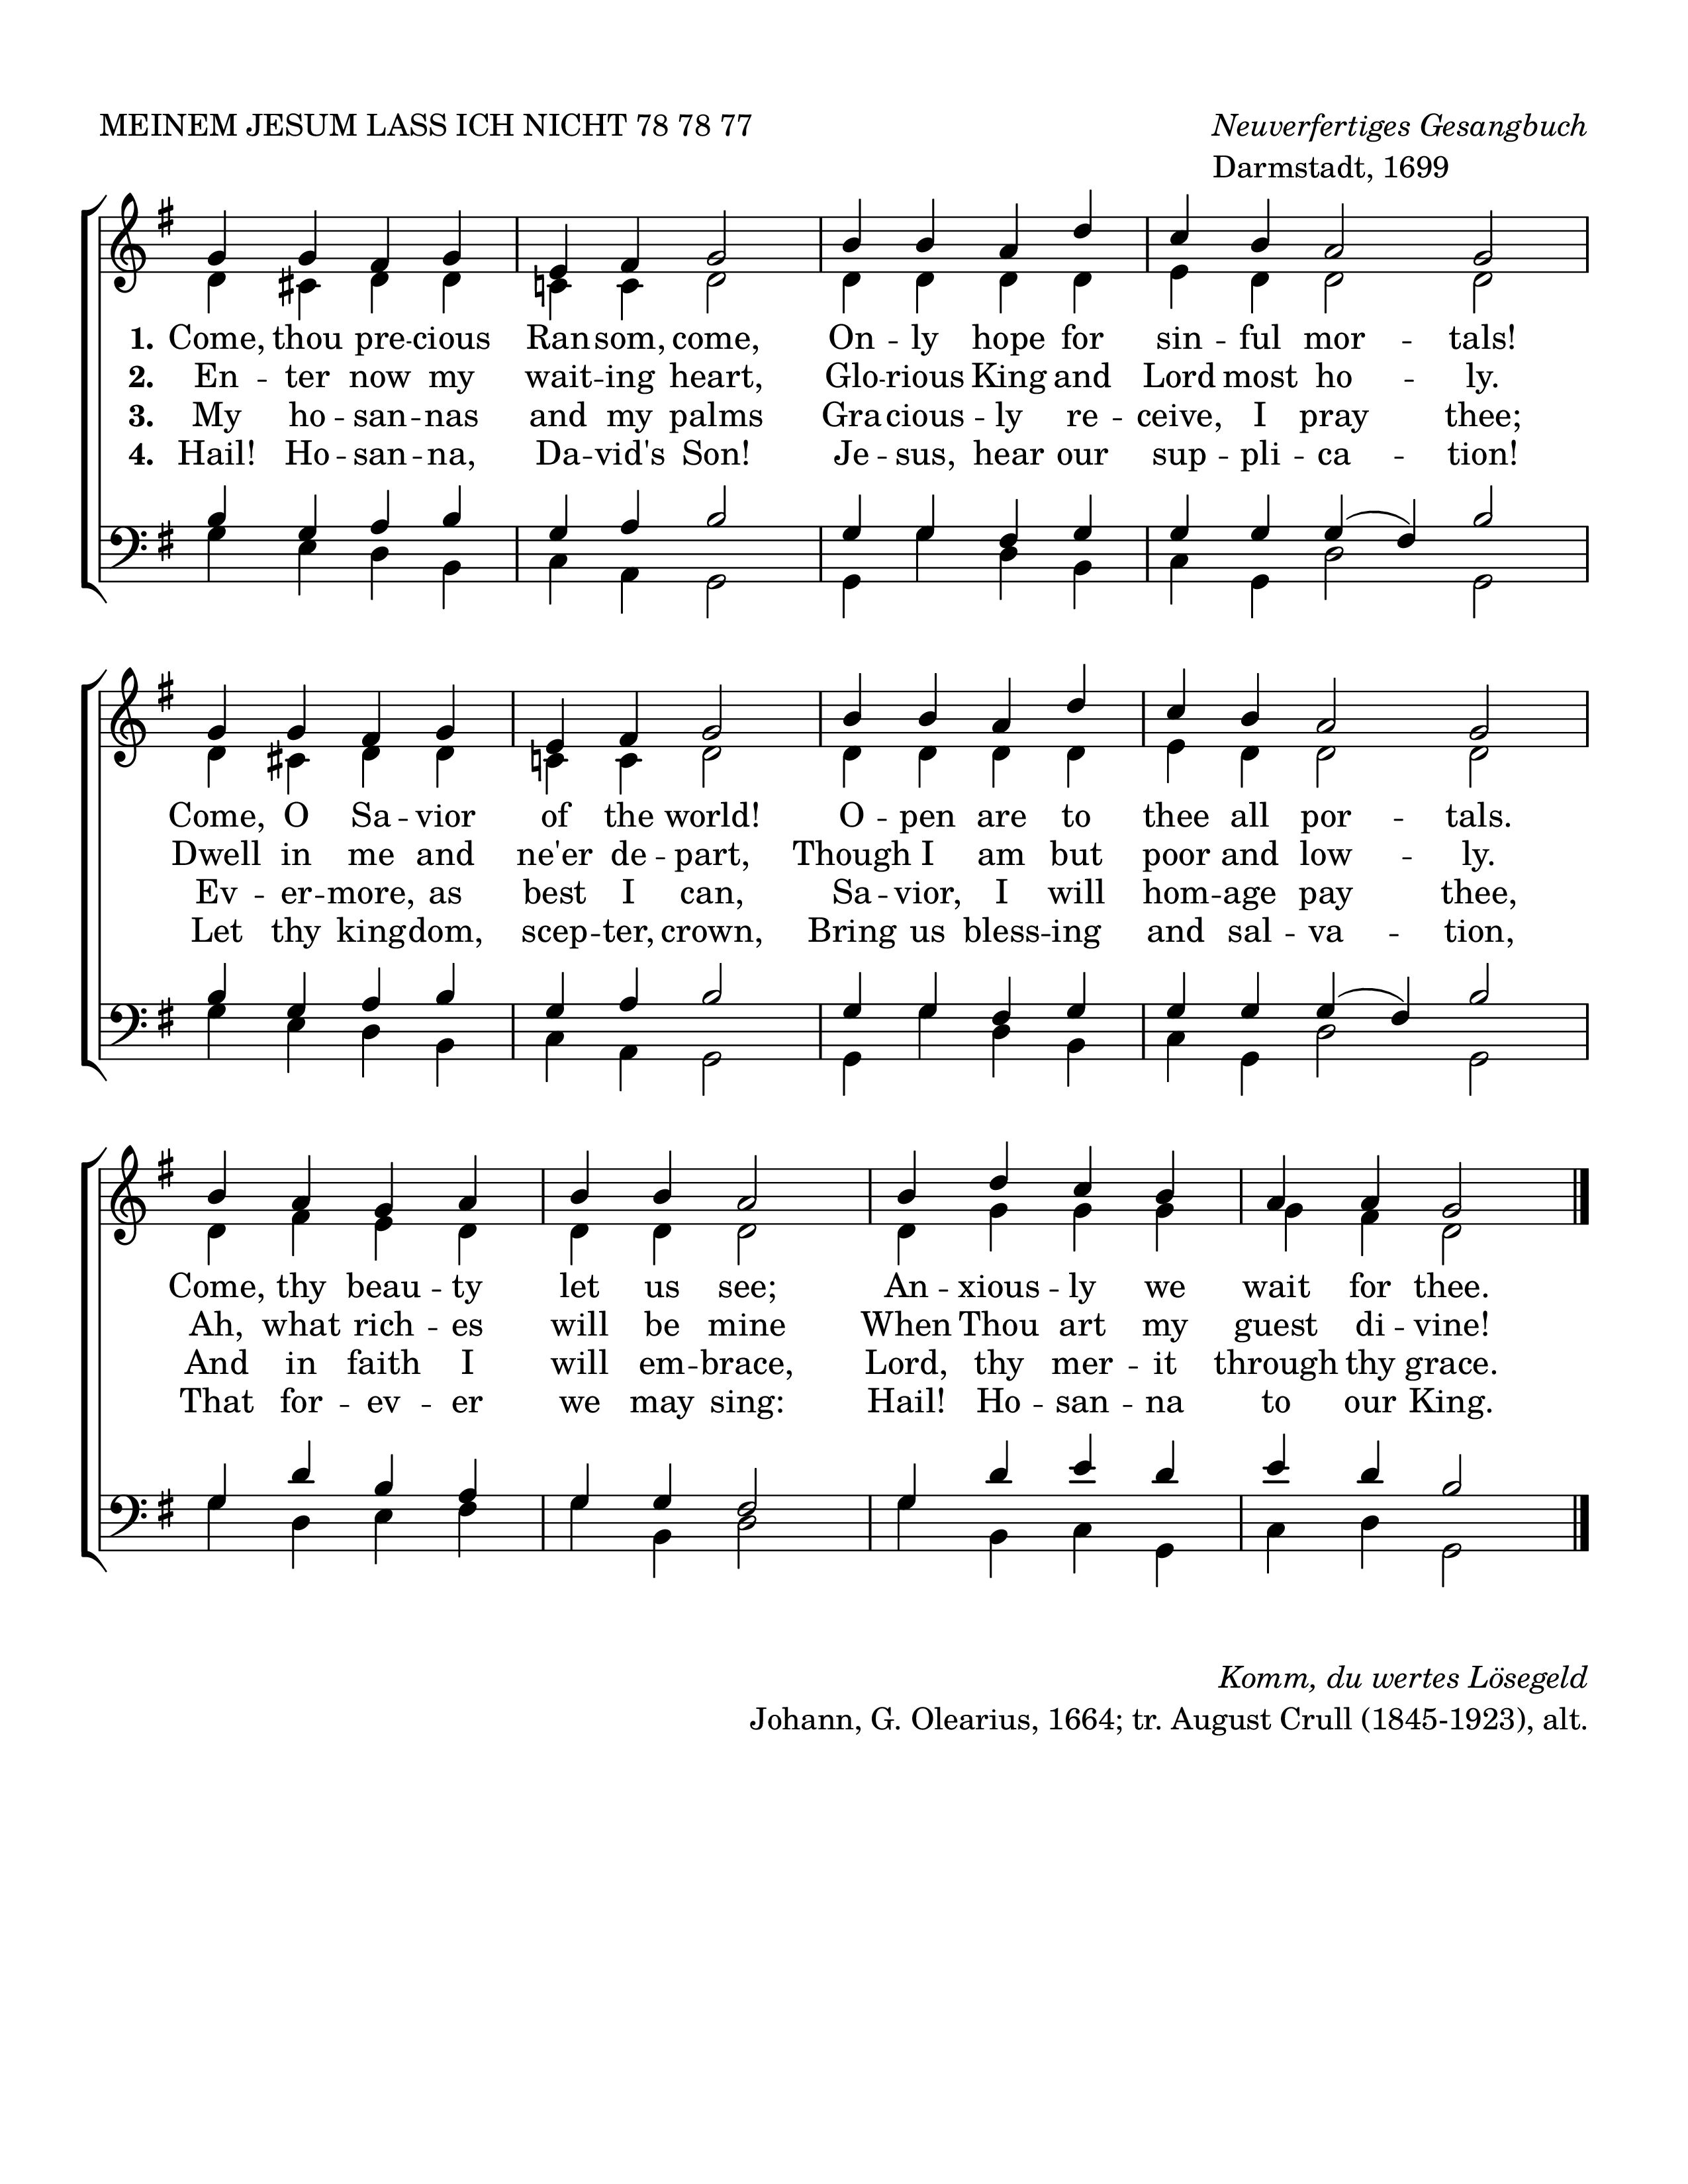 MEINEM JESUM LASS ICH NICHT 78 78 77
Neuverfertiges Gesangbuch
Darmstadt, 1699
1. Come, thou pre -- cious Ran -- som, come, On -- ly hope for sin -- ful mor -- tals!
2. En -- ter now my wait -- ing heart, Glo -- rious King and Lord most ho -- ly.
3. My ho -- san -- nas and my palms Gra -- cious -- ly re -- ceive, I pray thee;
4. Hail! Ho -- san -- na, Da -- vid's Son! Je -- sus, hear our sup -- pli -- ca -- tion!
Come, O Sa -- vior of the world! O -- pen are to thee all por -- tals.
Dwell in me and ne'er de -- part, Though I am but poor and low -- ly.
Ev -- er -- more, as best I can, Sa -- vior, I will hom -- age pay thee,
Let thy king -- dom, scep -- ter, crown, Bring us bless -- ing and sal -- va -- tion,
Come, thy beau -- ty let us see; An -- xious -- ly we wait for thee.
Ah, what rich -- es will be mine When Thou art my guest di -- vine!
And in faith I will em -- brace, Lord, thy mer -- it through thy grace.
That for -- ev -- er we may sing: Hail! Ho -- san -- na to our King.
Komm, du wertes Lösegeld
Johann, G. Olearius, 1664; tr. August Crull (1845-1923), alt.